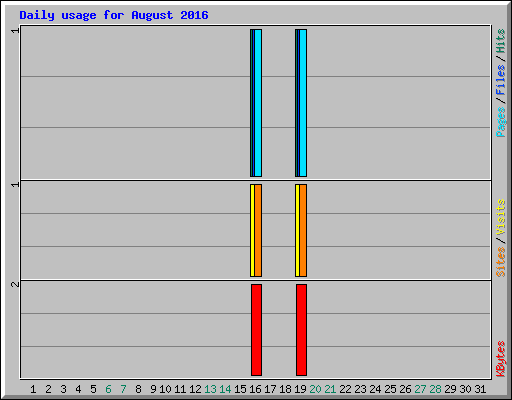 Daily usage for August 2016
1
1
2
Pages/Files/Hits
Sites/Visits
KBytes
1 2 3 4 5 6 7 8 9 10 11 12 13 14 15 16 17 18 19 20 21 22 23 24 25 26 27 28 29 30 31